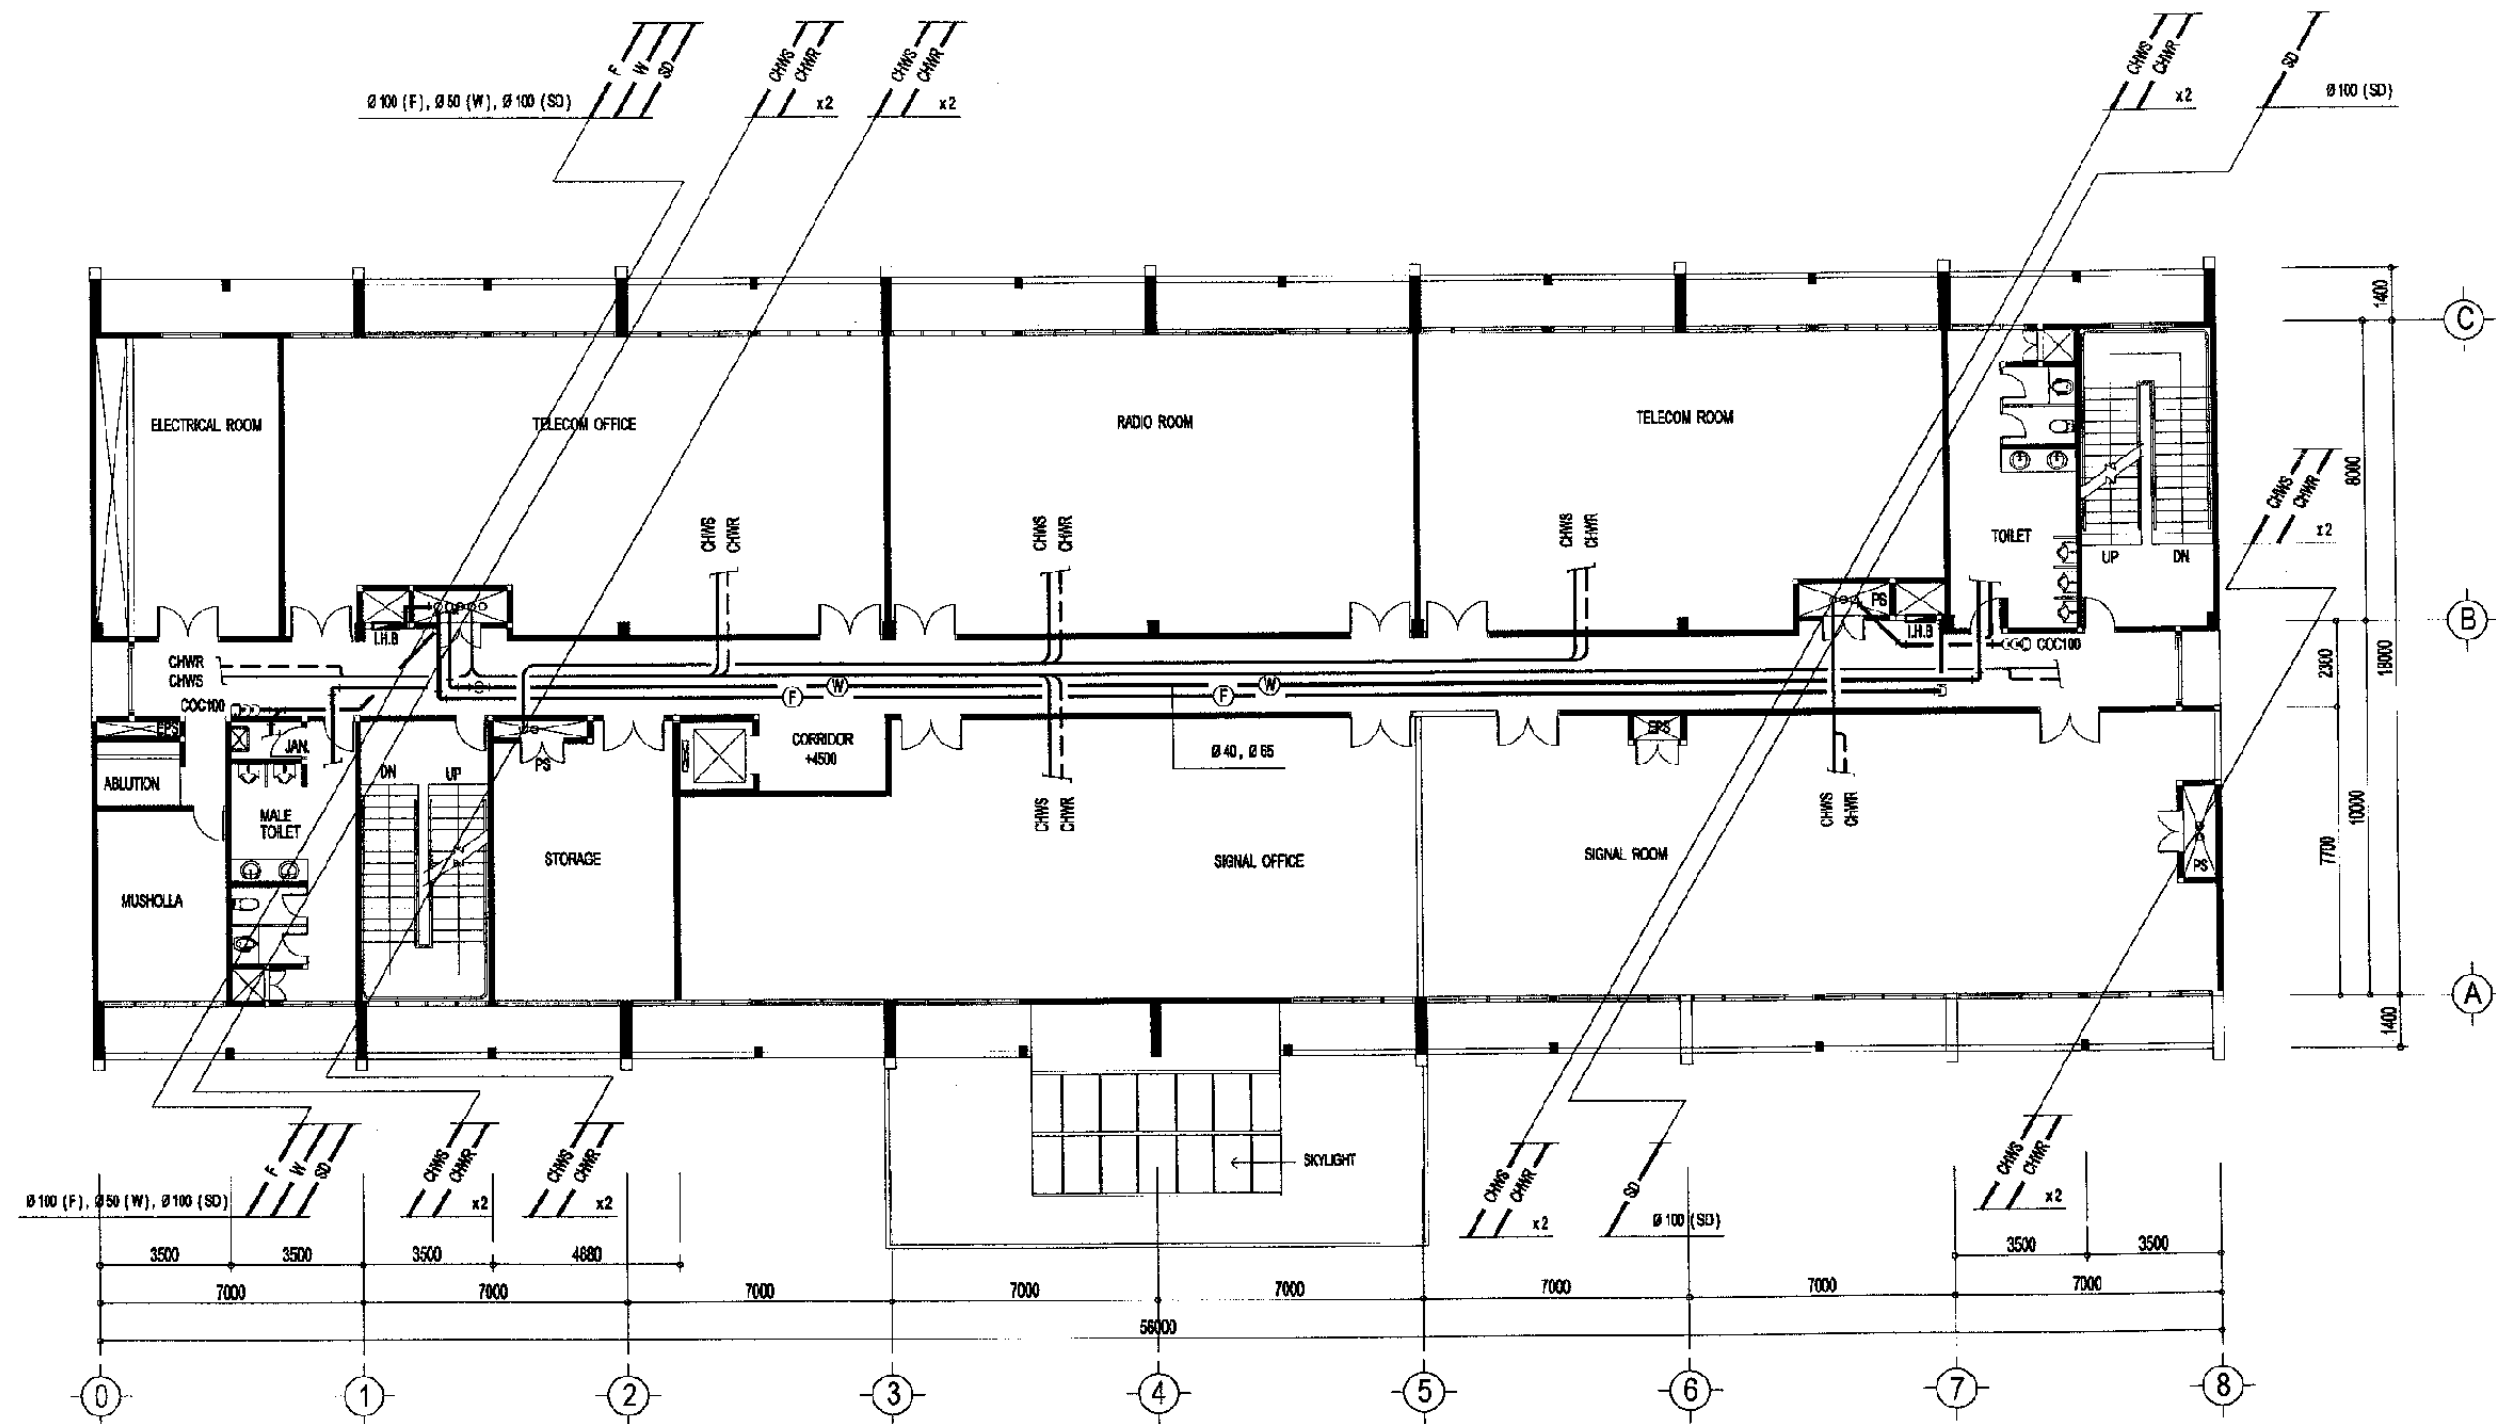 F W SD
Ø 100 (F), Ø 50 (W), Ø 100 (SD)
CHWS CHWR
x2
CHWS CHWR
x2
CHWS CHWR
x2
SD
Ø 100 (SD)
1400
C
ELECTRICAL ROOM
TELECOM OFFICE
RADIO ROOM
TELECOM ROOM
8000
CHWS CHWR
x2
CHWS CHWR
CHWS CHWR
CHWS CHWR
TOILET
UP
DN
I.H.B
PS
I.H.B
B
CHWR
CHWS
COC100
COC100
2300
18000
W
F
W
F
EPS
JAN.
PS
CORRIDOR
+4500
Ø 40, Ø 65
EPS
ABLUTION
DN
UP
MALE
TOILET
CHWS CHWR
CHWS CHWR
10000
7700
STORAGE
SIGNAL OFFICE
SIGNAL ROOM
PS
MUSHOLLA
A
1400
F W SD
Ø 100 (F), Ø 50 (W), Ø 100 (SD)
CHWS CHWR
x2
CHWS CHWR
x2
SKYLIGHT
CHWS CHWR
x2
SD
Ø 100 (SD)
CHWS CHWR
x2
3500 3500 3500 4680 3500 3500
7000 7000 7000 7000 7000 7000 7000 7000
56000
0 1 2 3 4 5 6 7 8